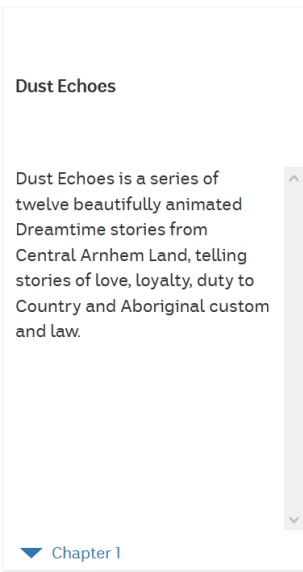 Dust Echoes
Dust Echoes is a series of
twelve beautifully animated
Dreamtime stories from
Central Arnhem Land, telling
stories of love, loyalty, duty to
Country and Aboriginal custom
and law.
Chapter 1